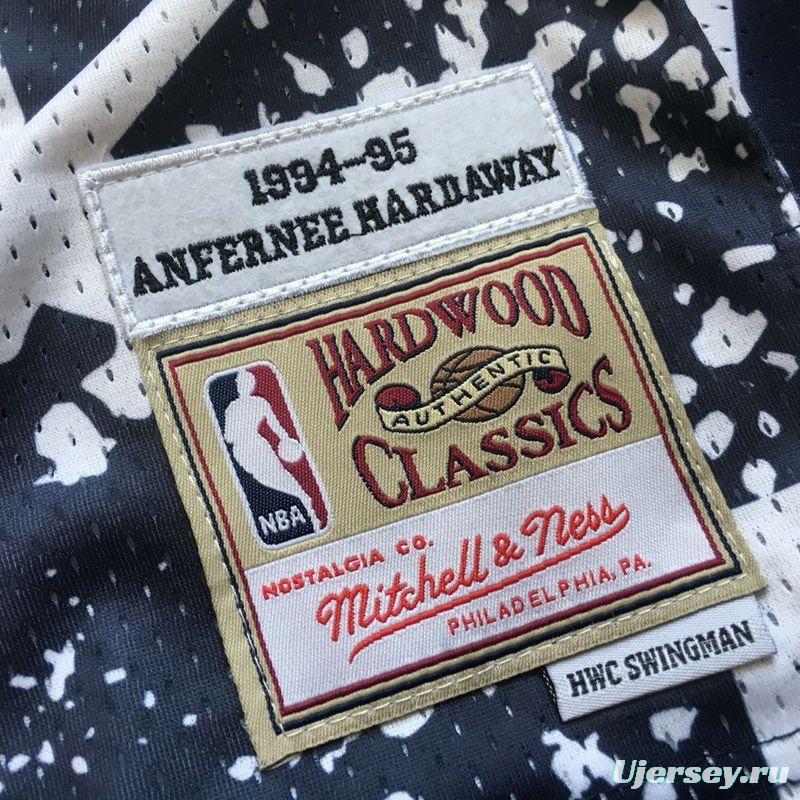 1994-95
ANFERNEE HARDAWAY
HARDWOOD
AUTHENTIC
CLASSICS
NBA
NOSTALGIA CO.
Mitchell & Ness
PHILADELPHIA, PA.
HWC SWINGMAN
Ujersey.ru